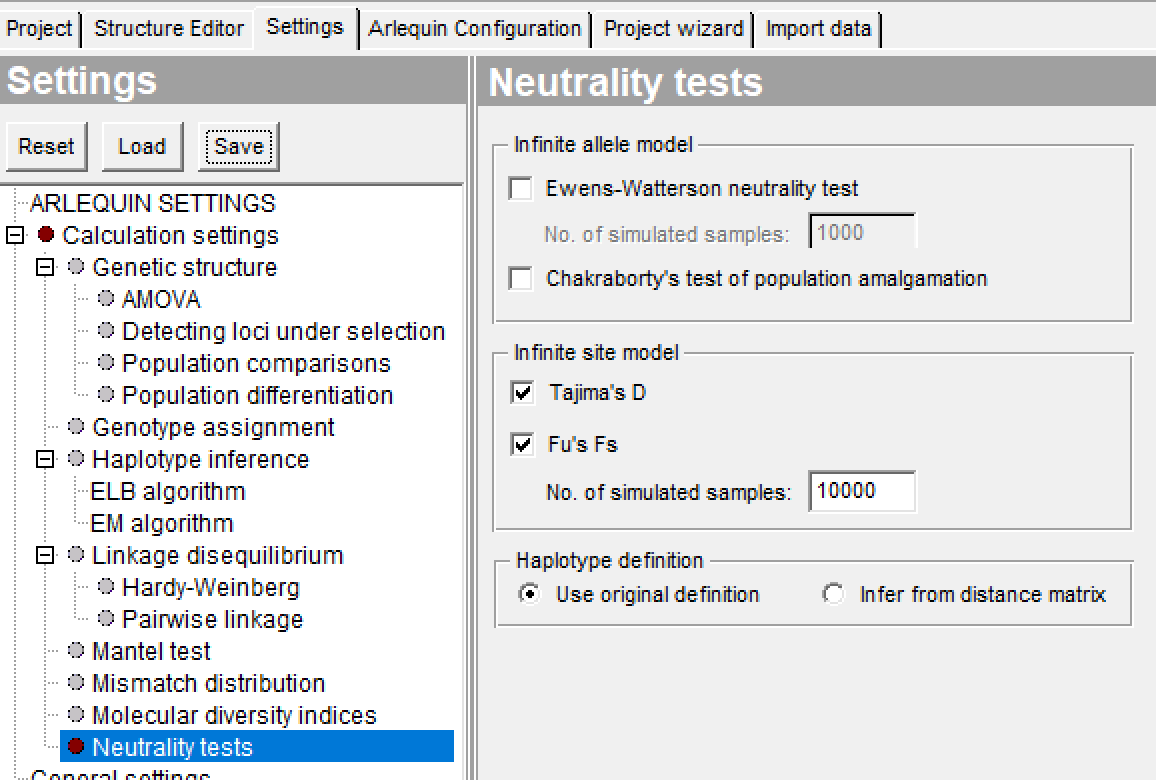 Project Structure Editor Settings Arlequin Configuration Project wizard Import data
Settings
Reset Load Save
ARLEQUIN SETTINGS
Calculation settings
Genetic structure
AMOVA
Detecting loci under selection
Population comparisons
Population differentiation
Genotype assignment
Haplotype inference
ELB algorithm
EM algorithm
Linkage disequilibrium
Hardy-Weinberg
Pairwise linkage
Mantel test
Mismatch distribution
Molecular diversity indices
Neutrality tests
General settings
Neutrality tests
Infinite allele model
Ewens-Watterson neutrality test
No. of simulated samples: 1000
Chakraborty's test of population amalgamation
Infinite site model
Tajima's D
Fu's Fs
No. of simulated samples: 10000
Haplotype definition
Use original definition Infer from distance matrix